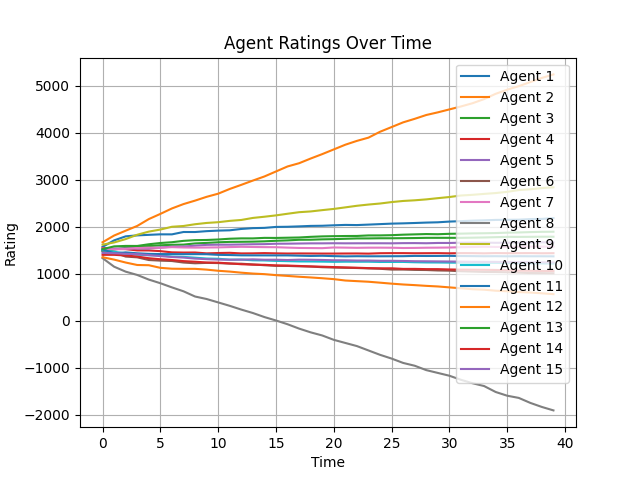 Agent Ratings Over Time
Rating
5000
4000
3000
2000
1000
0
−1000
−2000
0 5 10 15 20 25 30 35 40
Time
Agent 1
Agent 2
Agent 3
Agent 4
Agent 5
Agent 6
Agent 7
Agent 8
Agent 9
Agent 10
Agent 11
Agent 12
Agent 13
Agent 14
Agent 15